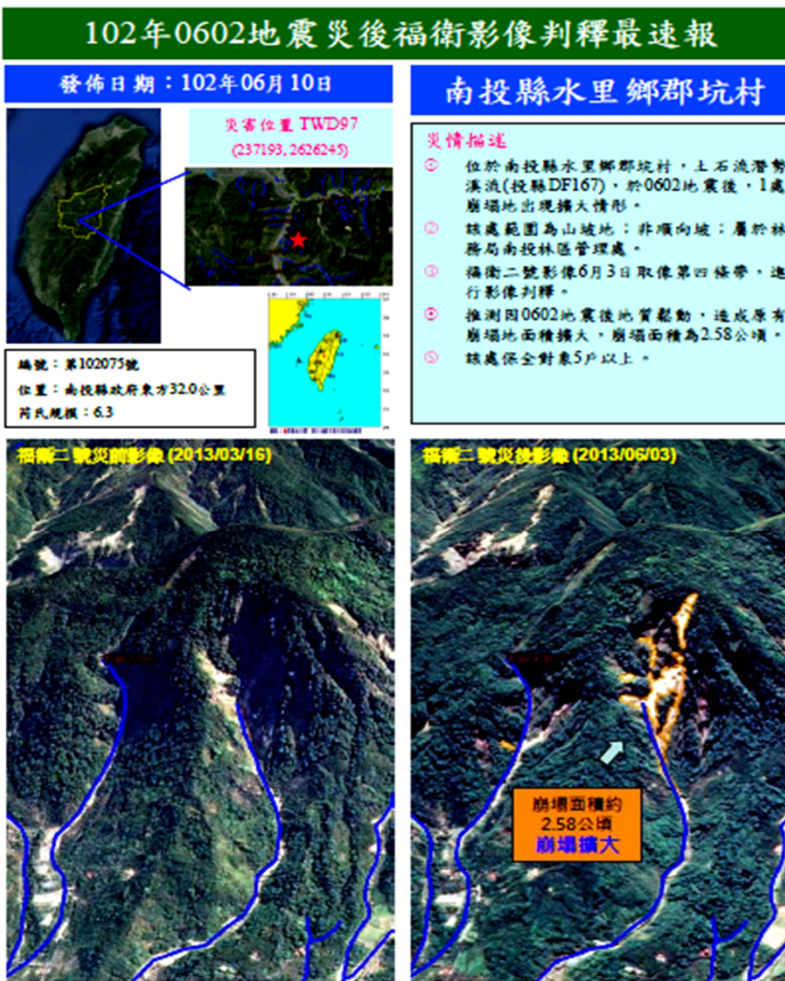 102年0602地震災後福衛影像判釋最速報
發佈日期：102年06月10日
南投縣水里鄉郡坑村
災害位置 TWD97
(237193, 2626245)
編號：第102075號
位置：南投縣政府東方32.0公里
芮氏規模：6.3
災情描述
① 位於南投縣水里鄉郡坑村，土石流潛勢
溪流(投縣DF167)，於0602地震後，1處
崩塌地出現擴大情形。
② 該處範圍為山坡地；非順向坡；屬於林
務局南投林區管理處。
③ 福衛二號影像6月3日取像第四條帶，進
行影像判釋。
④ 推測因0602地震後地質鬆動，造成原有
崩塌地面積擴大，崩塌面積為2.58公頃。
⑤ 該處保全對象5戶以上。
福衛二號災前影像 (2013/03/16)
福衛二號災後影像 (2013/06/03)
崩塌面積約
2.58公頃
崩塌擴大